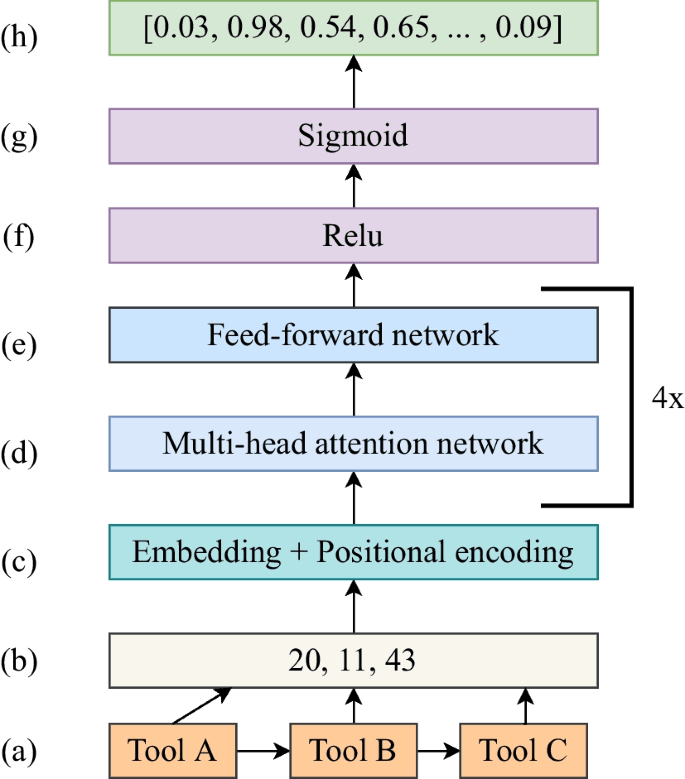 (h) [0.03, 0.98, 0.54, 0.65, ... , 0.09]
(g) Sigmoid
(f) Relu
(e) Feed-forward network
4x
(d) Multi-head attention network
(c) Embedding + Positional encoding
(b) 20, 11, 43
(a) Tool A Tool B Tool C